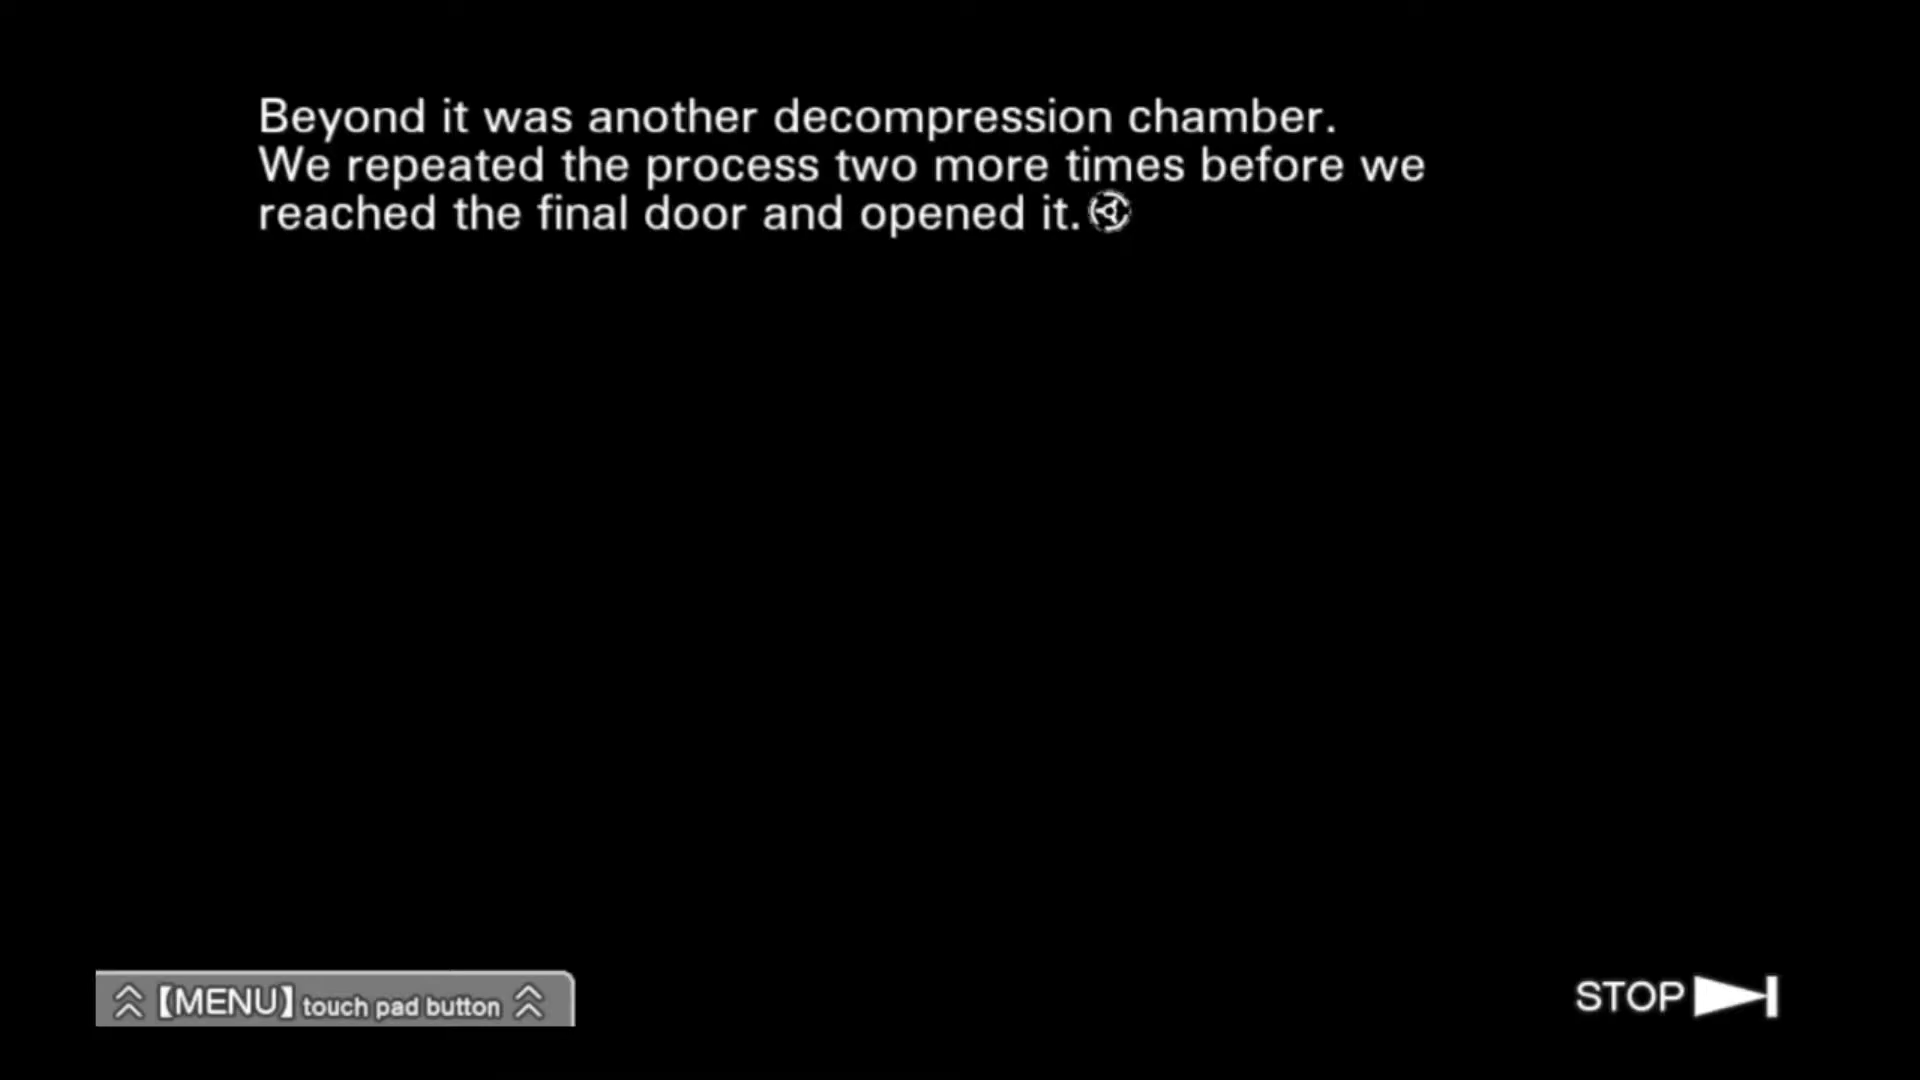 Beyond it was another decompression chamber.
We repeated the process two more times before we
reached the final door and opened it.
【MENU】touch pad button
STOP